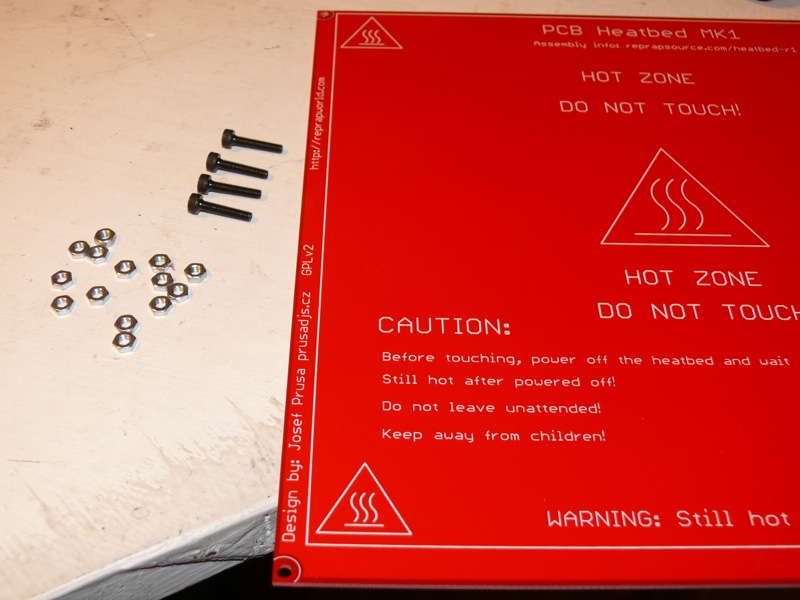 PCB Heatbed MK1
Assembly info: reprapsource.com/heatbed-r1
HOT ZONE
DO NOT TOUCH!
http://reprapworld.com
HOT ZONE
DO NOT TOUCH
CAUTION:
Before touching, power off the heatbed and wait
Still hot after powered off!
Do not leave unattended!
Keep away from children!
WARNING: Still hot
Design by: Josef Prusa prusadjs.cz GPLv2